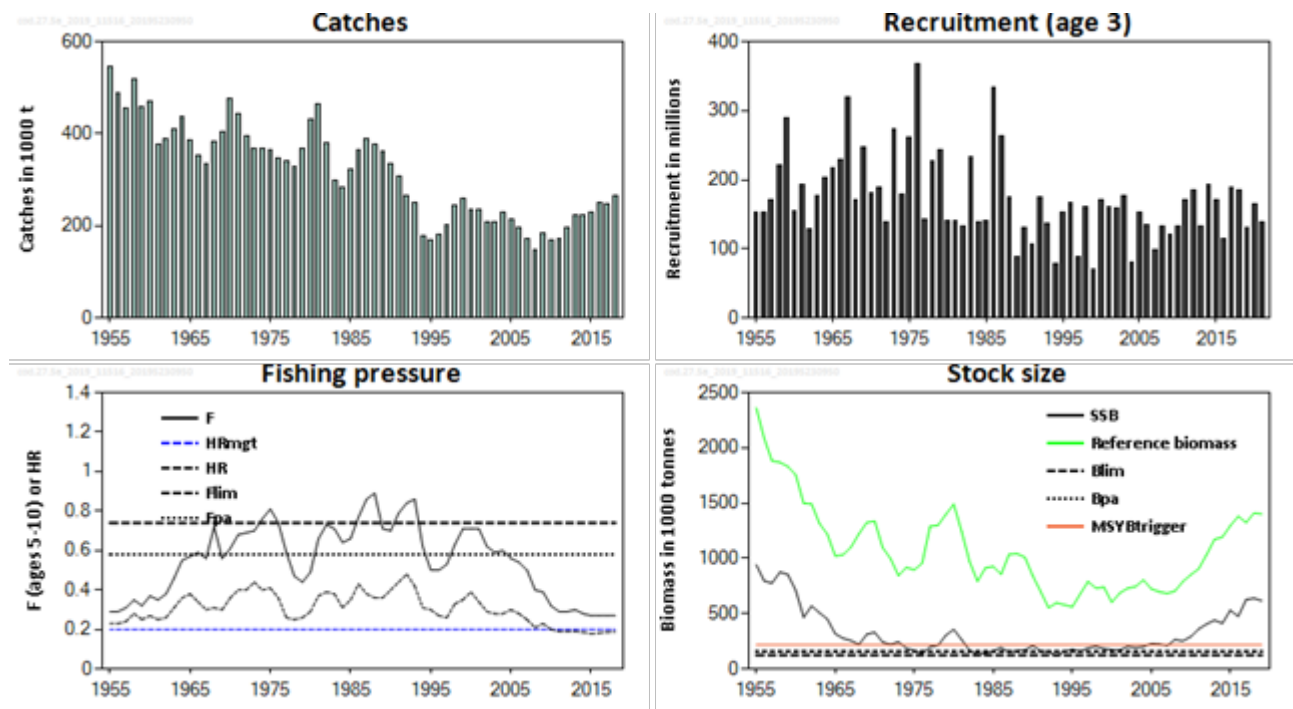 Catches
600
400
200
0
Catches in 1000 t
1955 1965 1975 1985 1995 2005 2015
Recruitment (age 3)
400
300
200
100
0
Recruitment in millions
1955 1965 1975 1985 1995 2005 2015
Fishing pressure
1.4
1.2
1
0.8
0.6
0.4
0.2
0
F (ages 5-10) or HR
F
HRmgt
HR
Flim
Fpa
1955 1965 1975 1985 1995 2005 2015
Stock size
2500
2000
1500
1000
500
0
Biomass in 1000 tonnes
SSB
Reference biomass
Blim
Bpa
MSYBtrigger
1955 1965 1975 1985 1995 2005 2015